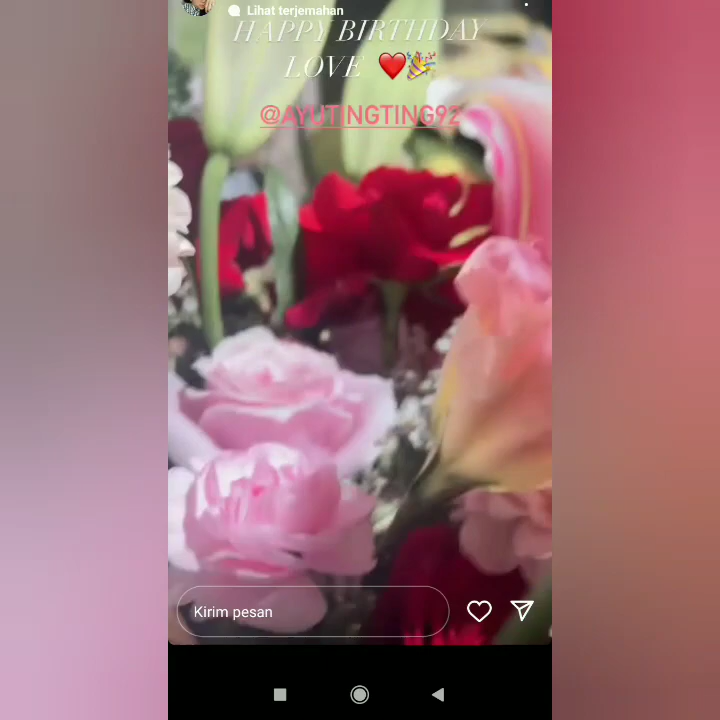 Lihat terjemahan
HAPPY BIRTHDAY
LOVE ❤️🎉
@AYUTINGTING92
Kirim pesan